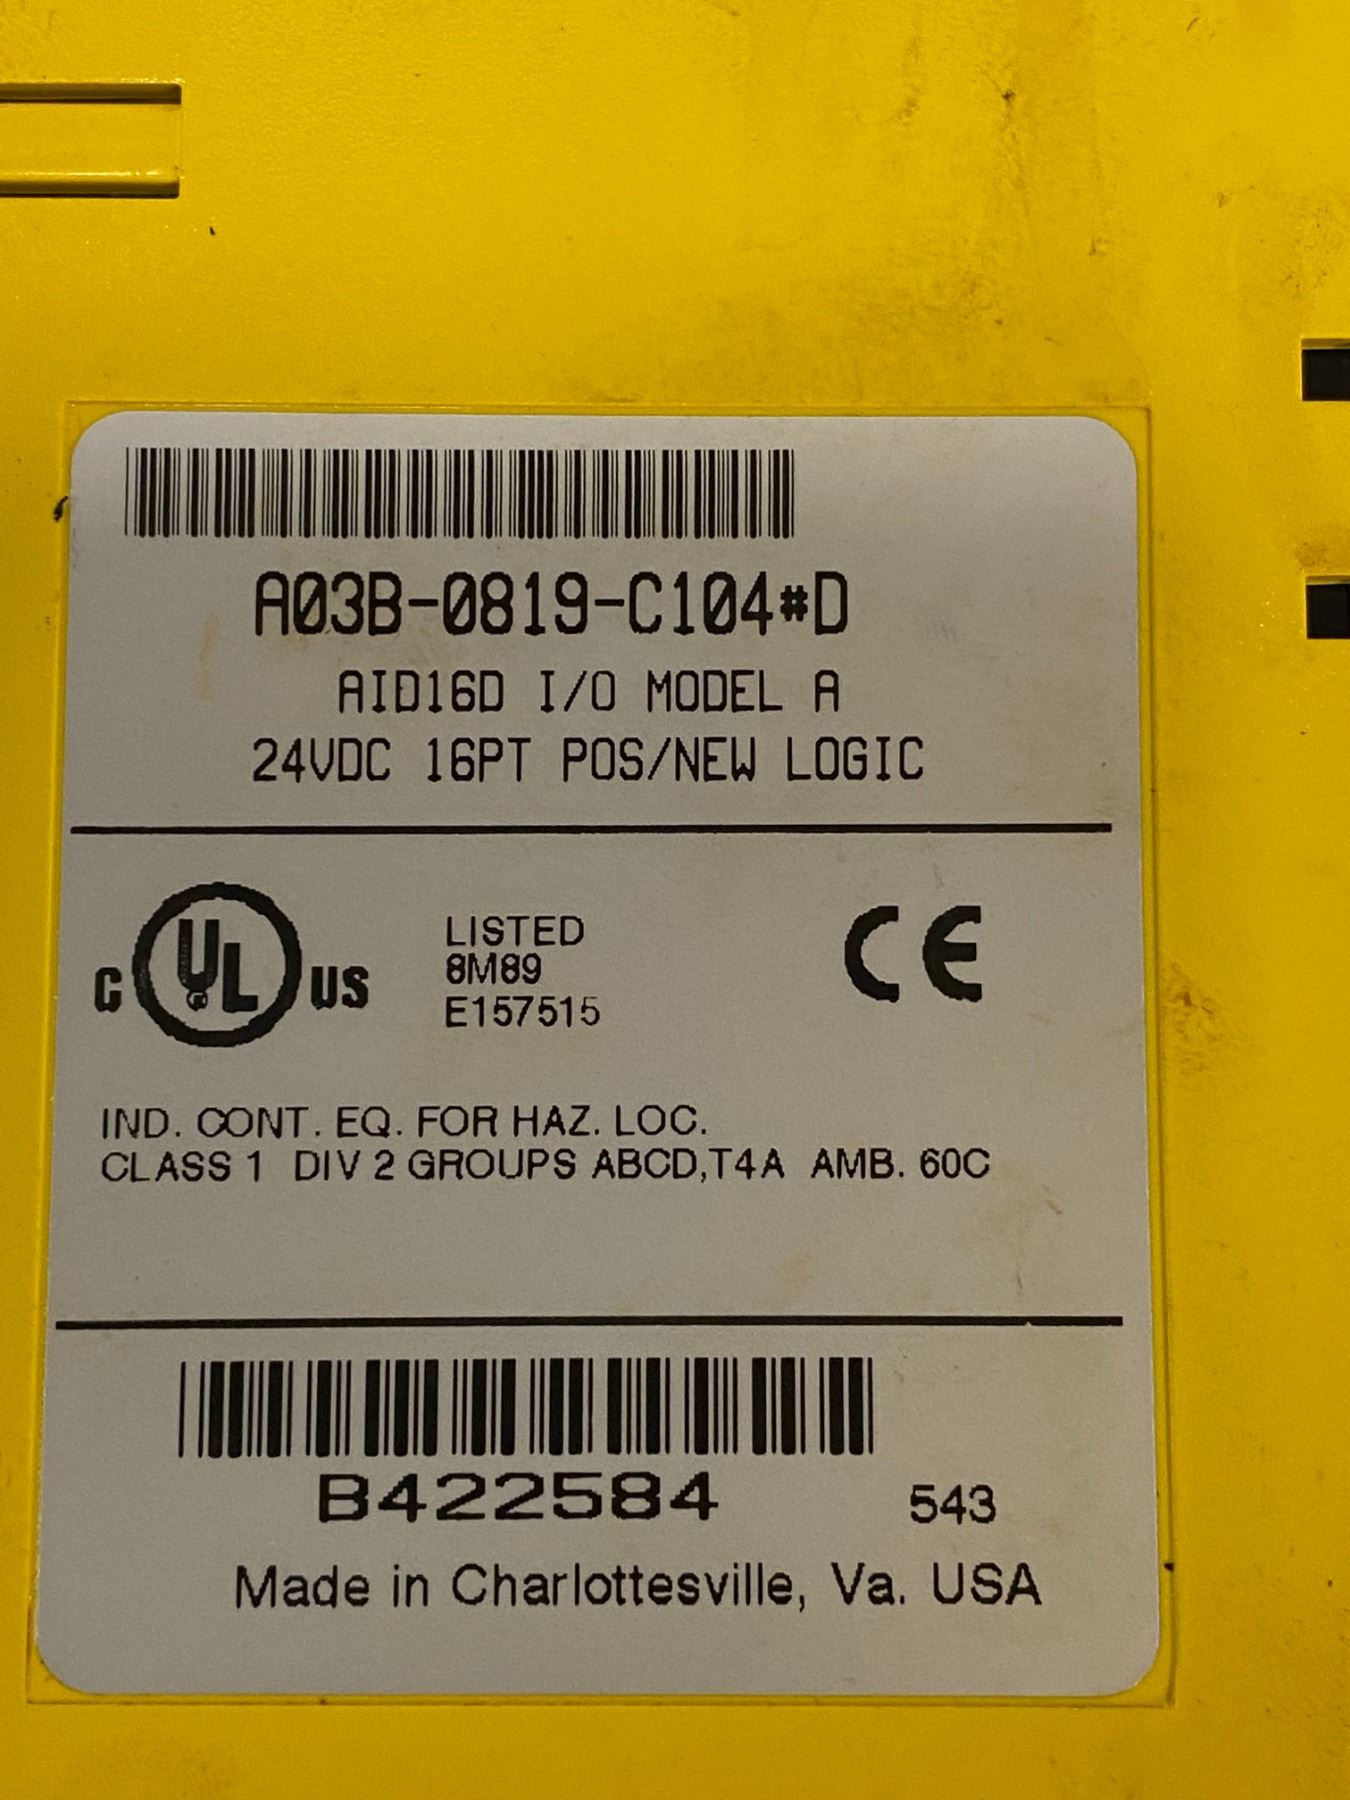 A03B-0819-C104#D
AID16D I/O MODEL A
24VDC 16PT POS/NEW LOGIC
C UL US
LISTED
8M89
E157515
CE
IND. CONT. EQ. FOR HAZ. LOC.
CLASS 1 DIV 2 GROUPS ABCD,T4A AMB. 60C
B422584 543
Made in Charlottesville, Va. USA